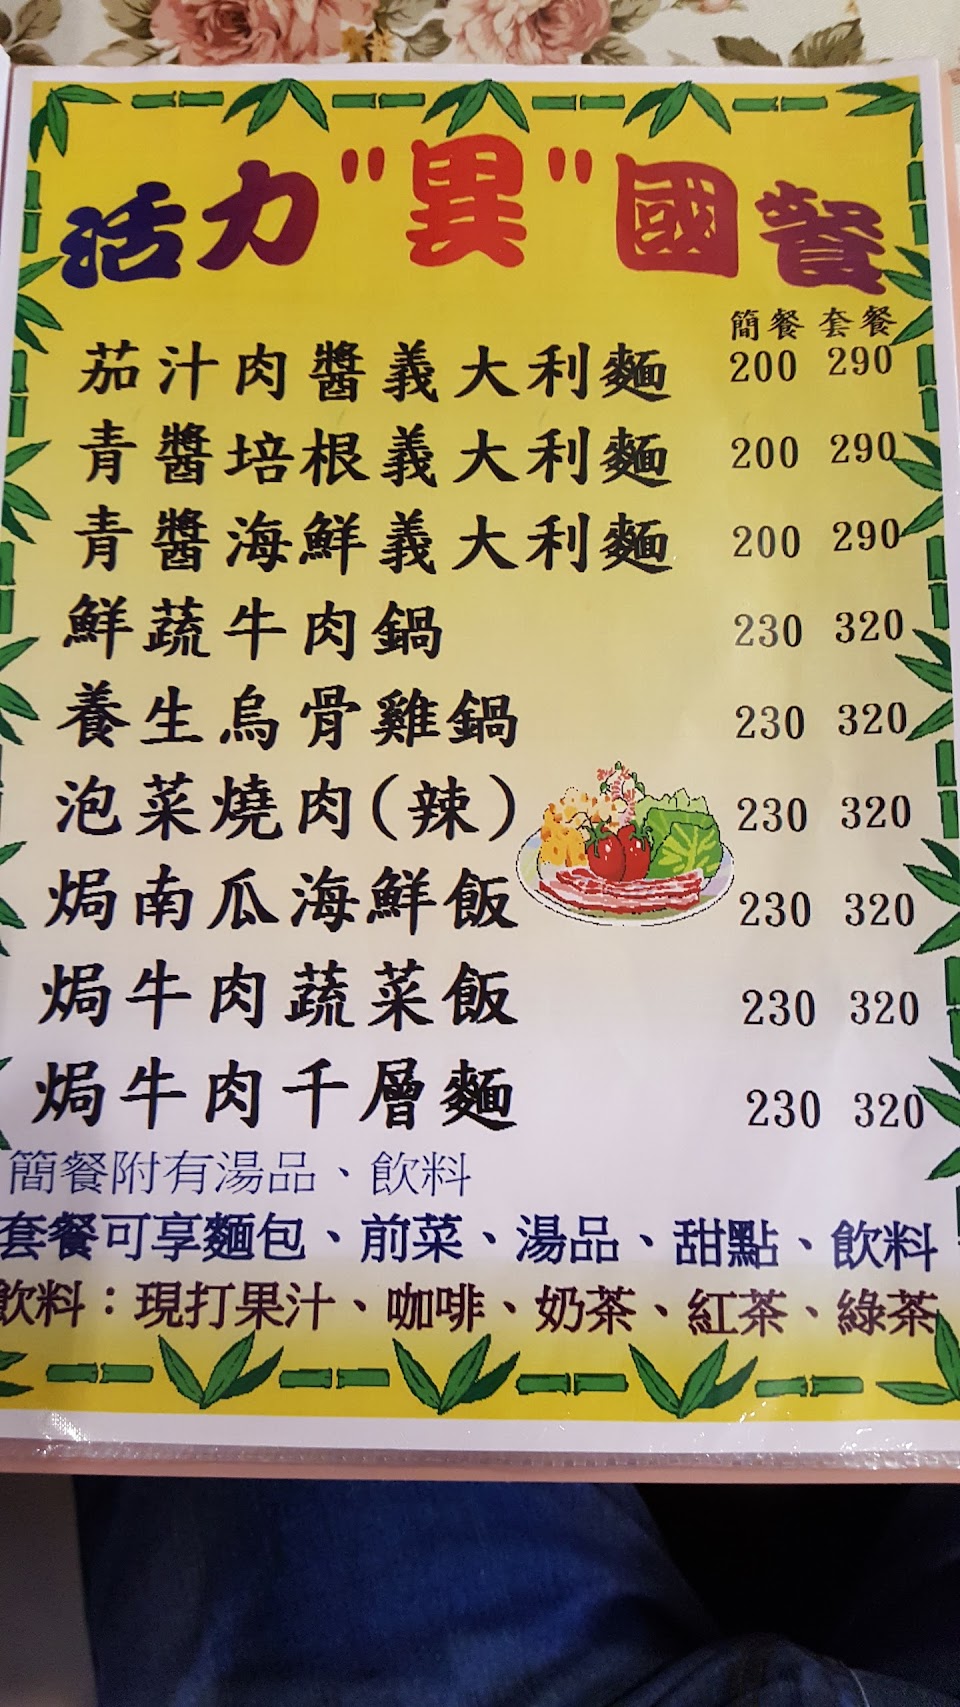 活力"異"國餐
簡餐 套餐
茄汁肉醬義大利麵 200 290
青醬培根義大利麵 200 290
青醬海鮮義大利麵 200 290
鮮蔬牛肉鍋 230 320
養生烏骨雞鍋 230 320
泡菜燒肉(辣) 230 320
焗南瓜海鮮飯 230 320
焗牛肉蔬菜飯 230 320
焗牛肉千層麵 230 320
簡餐附有湯品、飲料
套餐可享麵包、前菜、湯品、甜點、飲料
飲料：現打果汁、咖啡、奶茶、紅茶、綠茶